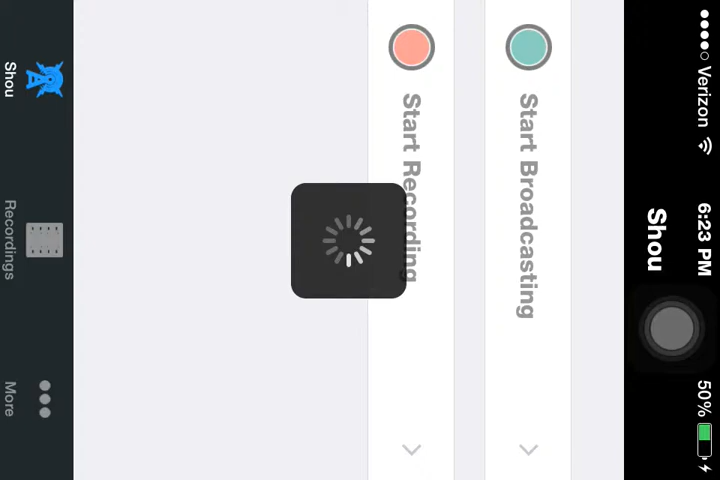 Verizon 6:23 PM 50%
Shou
Start Broadcasting
Start Recording
Shou Recordings More